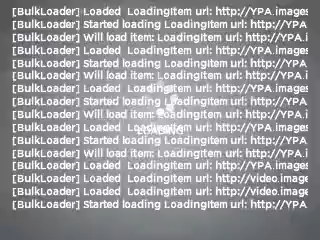 [BulkLoader] Loaded  LoadingItem url: http://YPA.images
[BulkLoader] Started loading LoadingItem url: http://YPA
[BulkLoader] Will load item: LoadingItem url: http://YPA.i
[BulkLoader] Loaded  LoadingItem url: http://YPA.images
[BulkLoader] Started loading LoadingItem url: http://YPA
[BulkLoader] Will load item: LoadingItem url: http://YPA.i
[BulkLoader] Loaded  LoadingItem url: http://YPA.images
[BulkLoader] Started loading LoadingItem url: http://YPA
[BulkLoader] Will load item: LoadingItem url: http://YPA.i
[BulkLoader] Loaded  LoadingItem url: http://YPA.images
LOADING
[BulkLoader] Started loading LoadingItem url: http://YPA
[BulkLoader] Will load item: LoadingItem url: http://YPA.i
[BulkLoader] Loaded  LoadingItem url: http://YPA.images
[BulkLoader] Loaded  LoadingItem url: http://video.image
[BulkLoader] Loaded  LoadingItem url: http://video.image
[BulkLoader] Started loading LoadingItem url: http://YPA